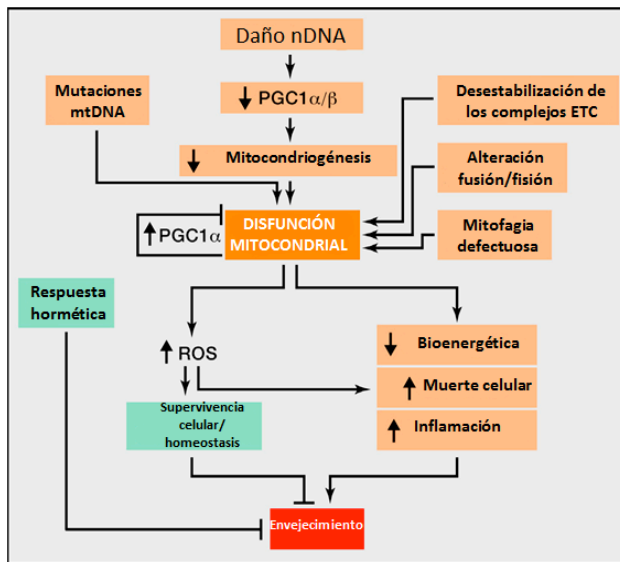 Daño nDNA
Mutaciones
mtDNA
↓ PGC1α/β
Desestabilización de
los complejos ETC
↓ Mitocondriogénesis
Alteración
fusión/fisión
↑ PGC1α
DISFUNCIÓN
MITOCONDRIAL
Mitofagia
defectuosa
Respuesta
hormética
↑ ROS
↓ Bioenergética
↑ Muerte celular
↑ Inflamación
Supervivencia
celular/
homeostasis
Envejecimiento